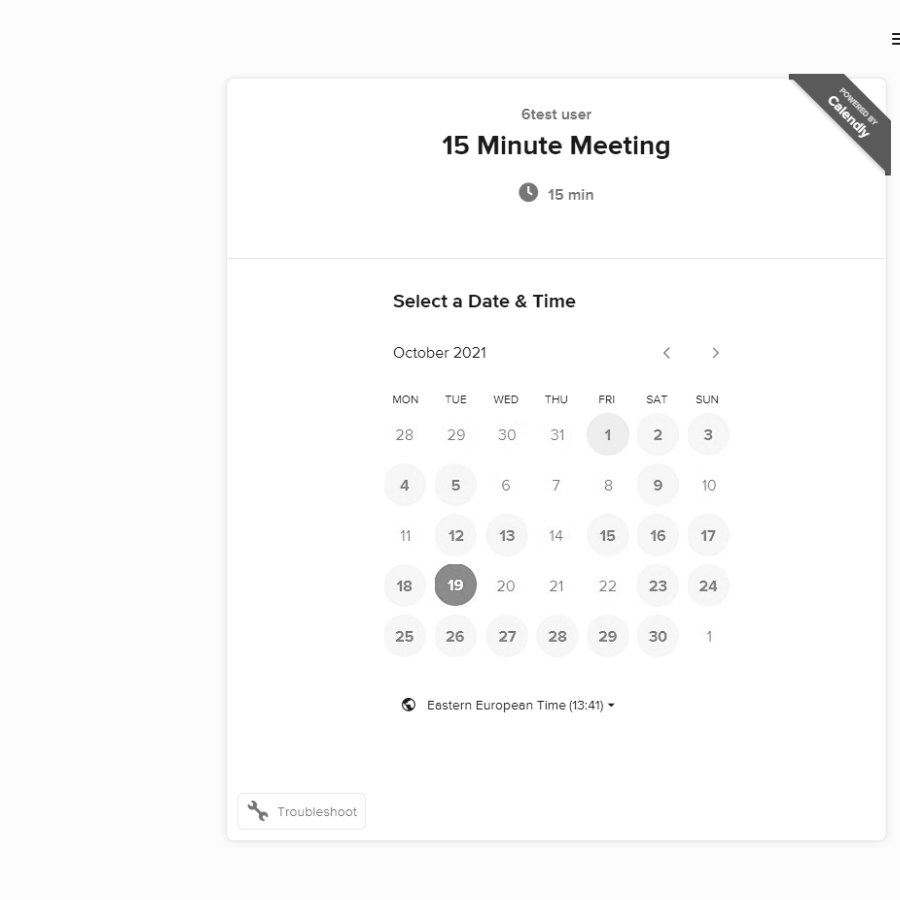 POWERED BY
Calendly
6test user
15 Minute Meeting
15 min
Select a Date & Time
October 2021
MON TUE WED THU FRI SAT SUN
28 29 30 31 1 2 3
4 5 6 7 8 9 10
11 12 13 14 15 16 17
18 19 20 21 22 23 24
25 26 27 28 29 30 1
Eastern European Time (13:41)
Troubleshoot